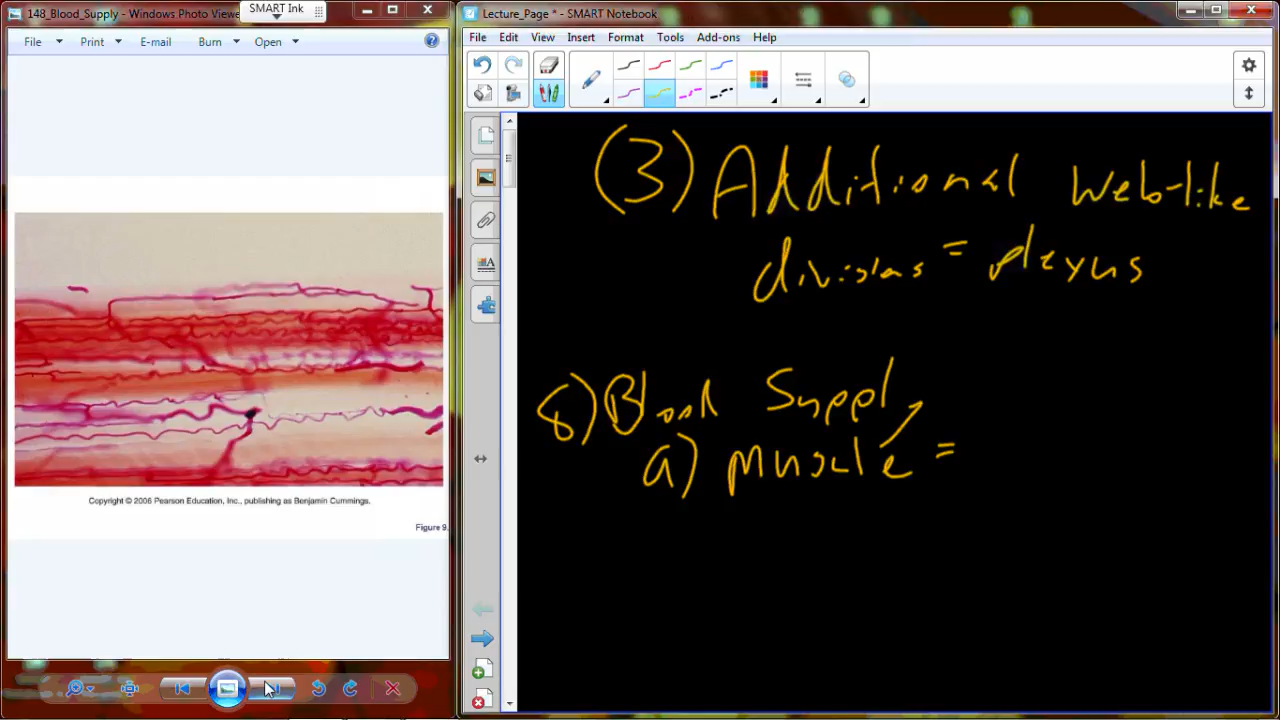 148_Blood_Supply - Windows Photo Viewe
SMART Ink
File Print E-mail Burn Open
Copyright © 2006 Pearson Education, Inc., publishing as Benjamin Cummings.
Figure 9.
Lecture_Page * - SMART Notebook
File Edit View Insert Format Tools Add-ons Help
(3) Additional Web-like
divisions = plexus
8) Blood Supply
a) Muscle =